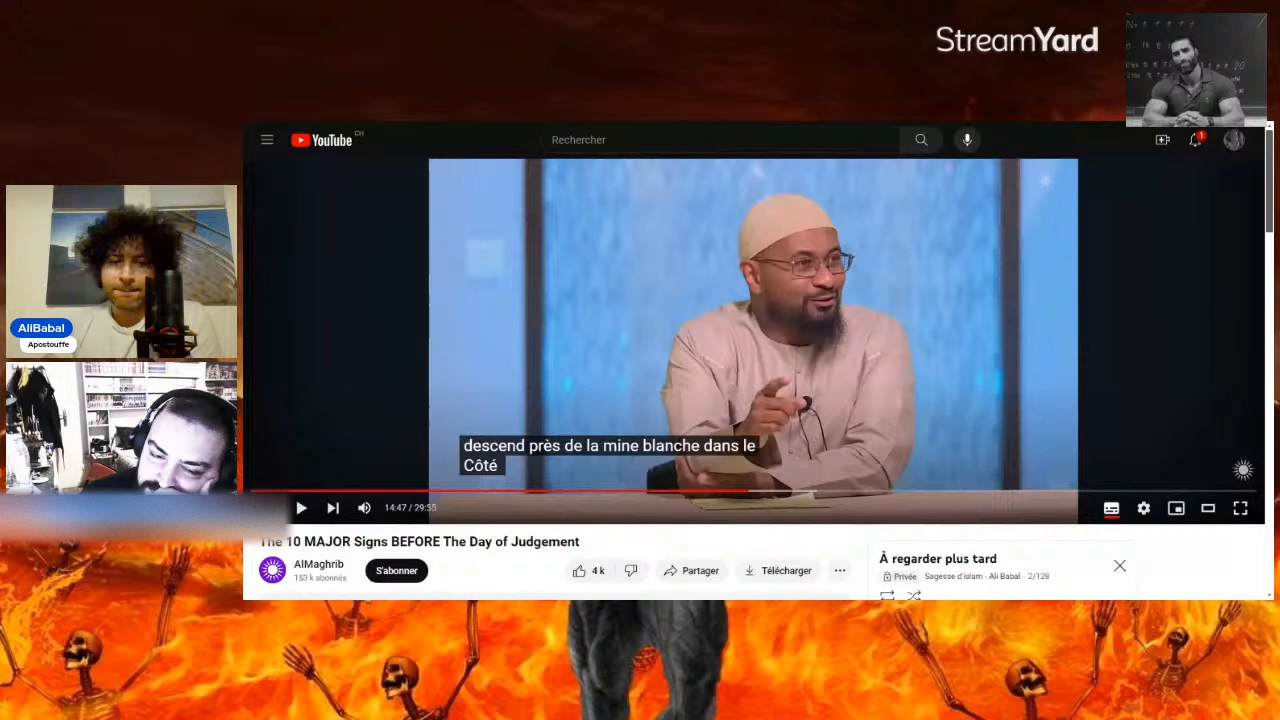 StreamYard
YouTube CH
Rechercher
1
AliBabal
Apostouffe
descend près de la mine blanche dans le
Côté
14:47 / 29:55
The 10 MAJOR Signs BEFORE The Day of Judgement
AlMaghrib
153 k abonnés
S'abonner
4 k
Partager
Télécharger
À regarder plus tard
Privée
Sagesse d'islam - Ali Babal - 2/128